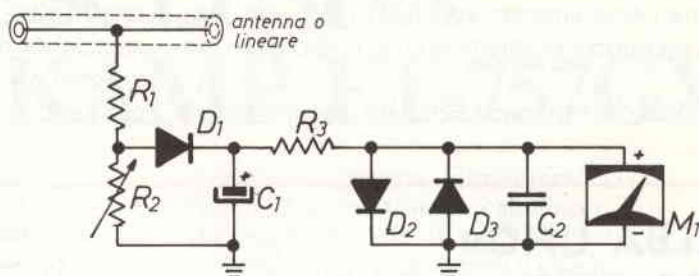 antenna o
lineare
R1
D1
R3
R2
+
C1
D2
D3
C2
+
-
M1